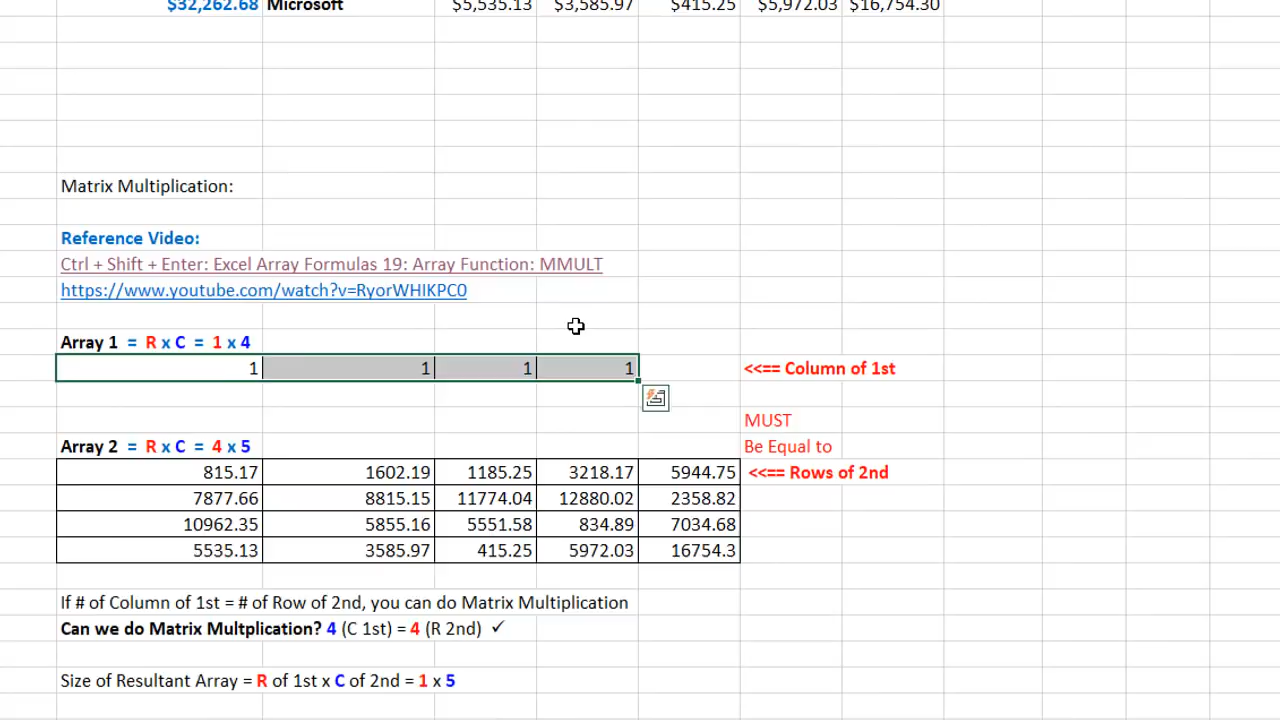 $32,262.68 Microsoft $5,535.13 $3,585.97 $415.25 $5,972.03 $16,754.30
Matrix Multiplication:
Reference Video:
Ctrl + Shift + Enter: Excel Array Formulas 19: Array Function: MMULT
https://www.youtube.com/watch?v=RyorWHIKPC0
Array 1 = R x C = 1 x 4
1 1 1 1 <<== Column of 1st
MUST
Array 2 = R x C = 4 x 5 Be Equal to
815.17 1602.19 1185.25 3218.17 5944.75 <<== Rows of 2nd
7877.66 8815.15 11774.04 12880.02 2358.82
10962.35 5855.16 5551.58 834.89 7034.68
5535.13 3585.97 415.25 5972.03 16754.3
If # of Column of 1st = # of Row of 2nd, you can do Matrix Multiplication
Can we do Matrix Multplication? 4 (C 1st) = 4 (R 2nd) ✓
Size of Resultant Array = R of 1st x C of 2nd = 1 x 5